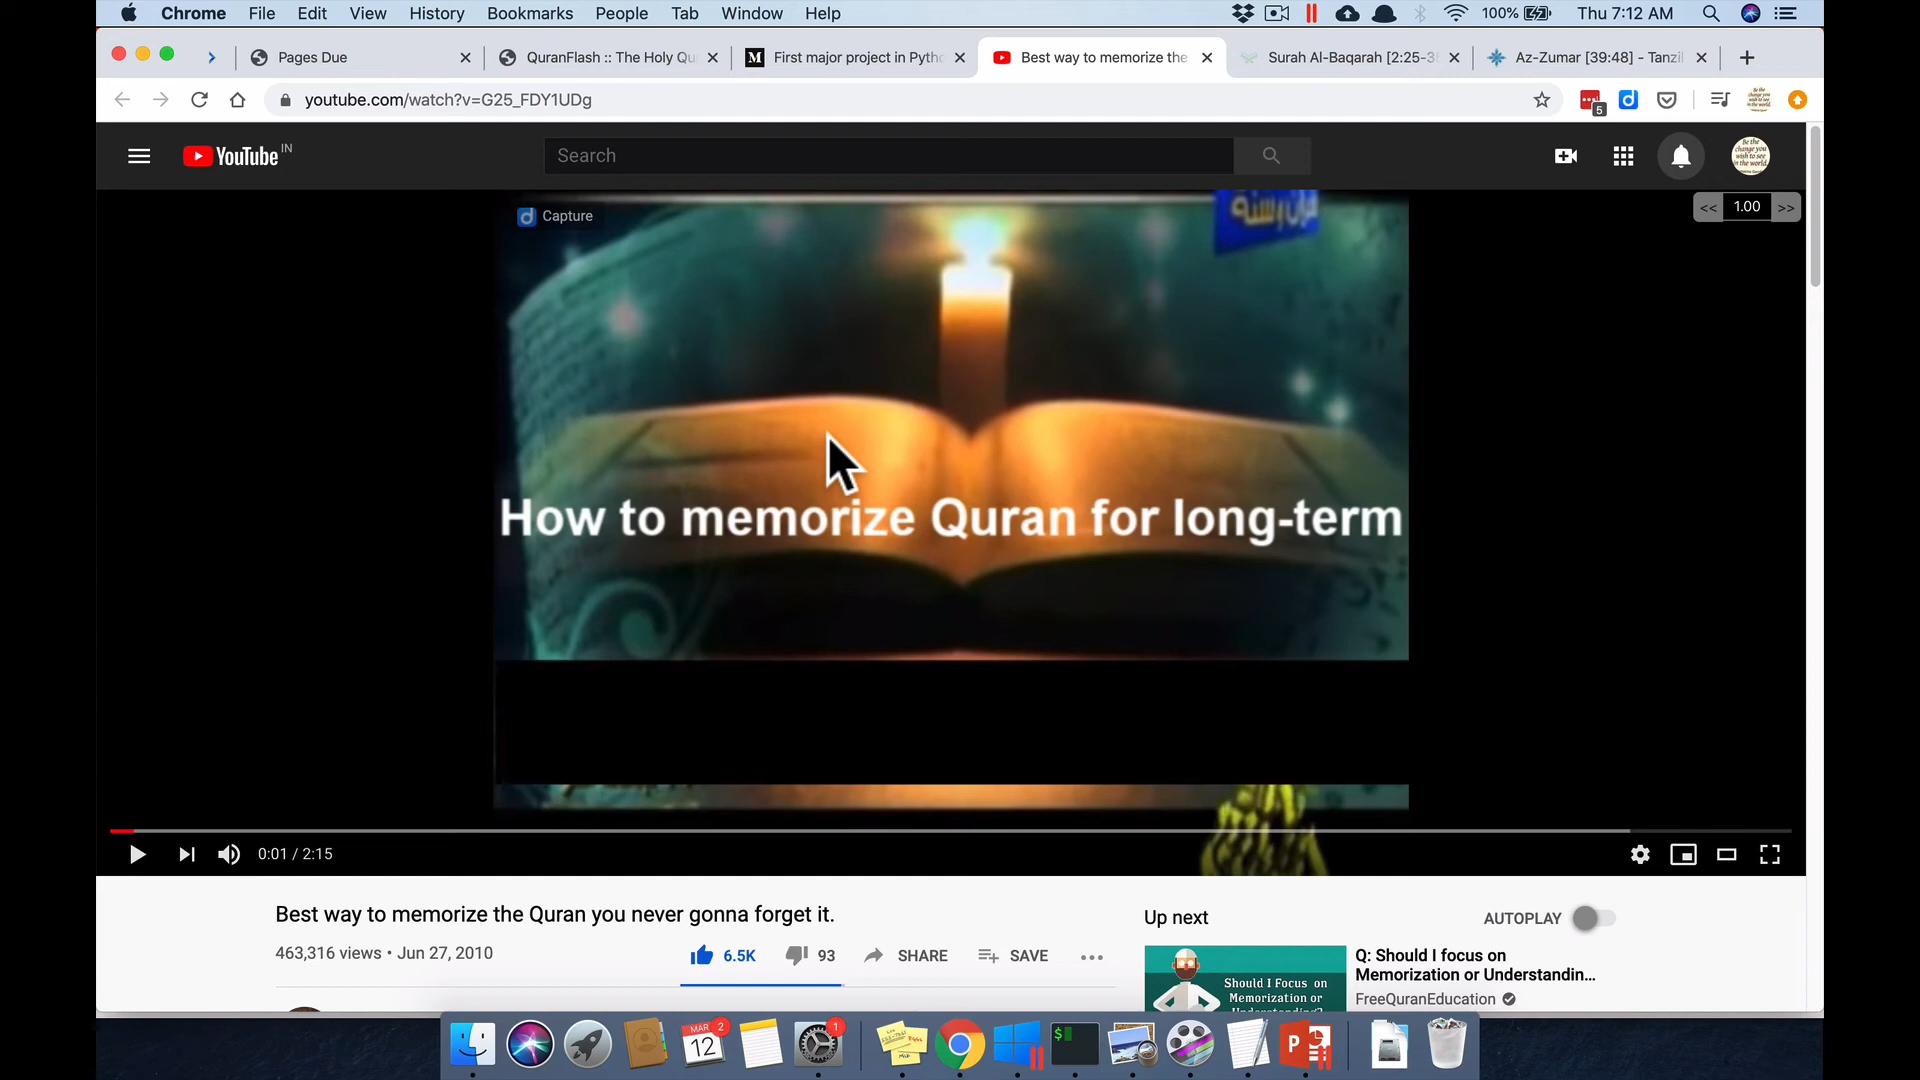 Chrome File Edit View History Bookmarks People Tab Window Help 100% Thu 7:12 AM
Pages Due QuranFlash :: The Holy Qu First major project in Pytho Best way to memorize the Surah Al-Baqarah [2:25-3 Az-Zumar [39:48] - Tanzil
youtube.com/watch?v=G25_FDY1UDg 5
YouTube IN Search
Capture << 1.00 >>
How to memorize Quran for long-term
0:01 / 2:15
Best way to memorize the Quran you never gonna forget it.
463,316 views • Jun 27, 2010 6.5K 93 SHARE SAVE
Up next AUTOPLAY
Should I Focus on
Memorization or
Q: Should I focus on
Memorization or Understandin...
FreeQuranEducation
MAR 2
12
1